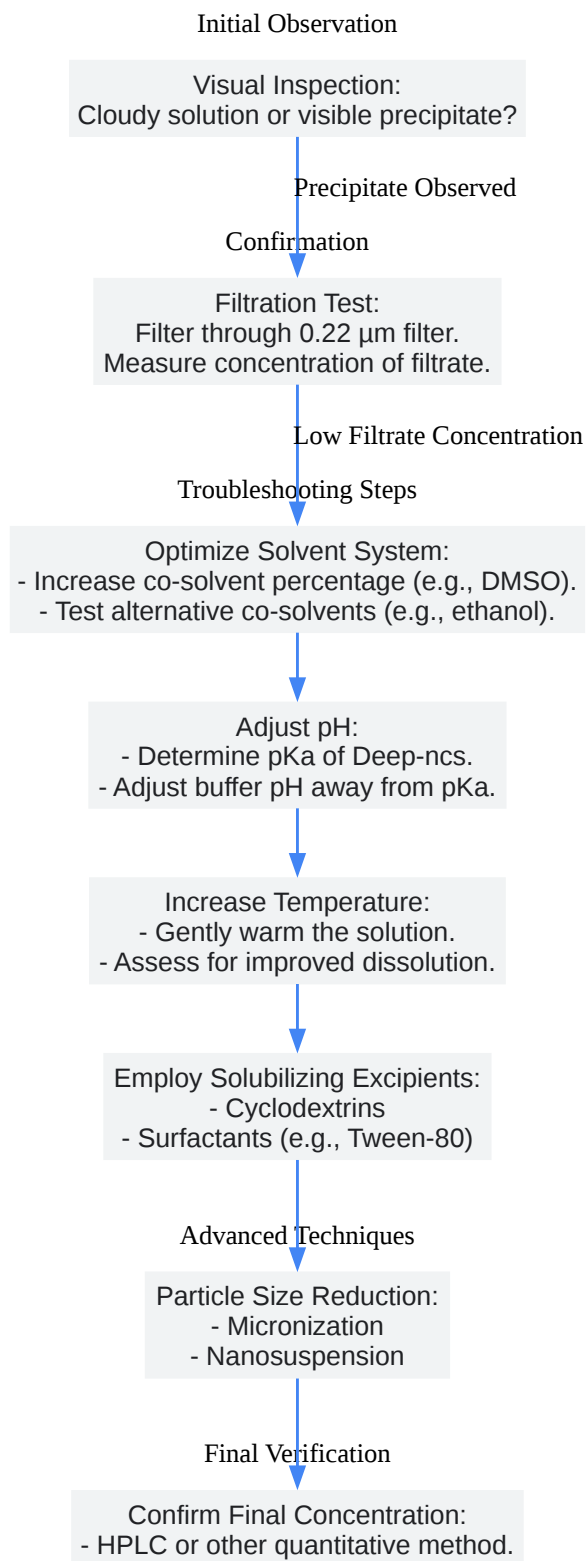 Initial Observation
Visual Inspection:
Cloudy solution or visible precipitate?
Precipitate Observed
Confirmation
Filtration Test:
Filter through 0.22 µm filter.
Measure concentration of filtrate.
Low Filtrate Concentration
Troubleshooting Steps
Optimize Solvent System:
- Increase co-solvent percentage (e.g., DMSO).
- Test alternative co-solvents (e.g., ethanol).
Adjust pH:
- Determine pKa of Deep-ncs.
- Adjust buffer pH away from pKa.
Increase Temperature:
- Gently warm the solution.
- Assess for improved dissolution.
Employ Solubilizing Excipients:
- Cyclodextrins
- Surfactants (e.g., Tween-80)
Advanced Techniques
Particle Size Reduction:
- Micronization
- Nanosuspension
Final Verification
Confirm Final Concentration:
- HPLC or other quantitative method.